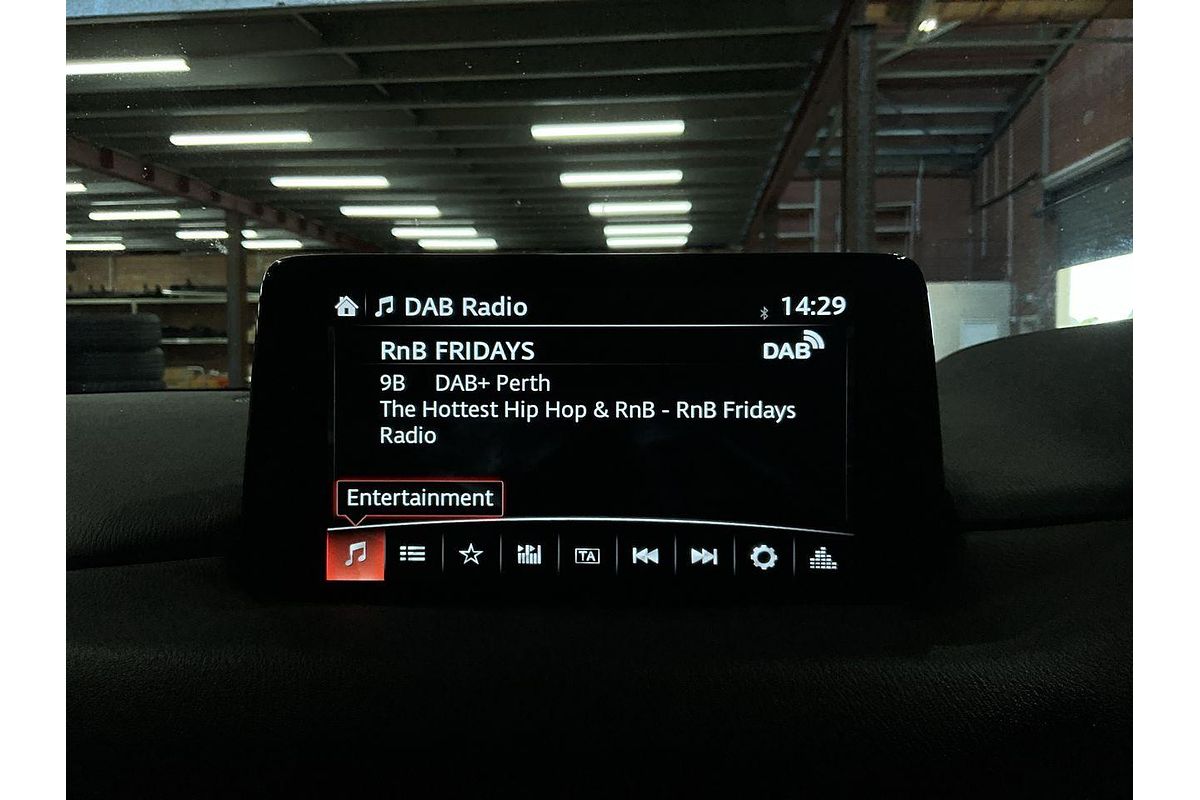 DAB Radio 14:29
RnB FRIDAYS DAB
9B DAB+ Perth
The Hottest Hip Hop & RnB - RnB Fridays
Radio
Entertainment
TA